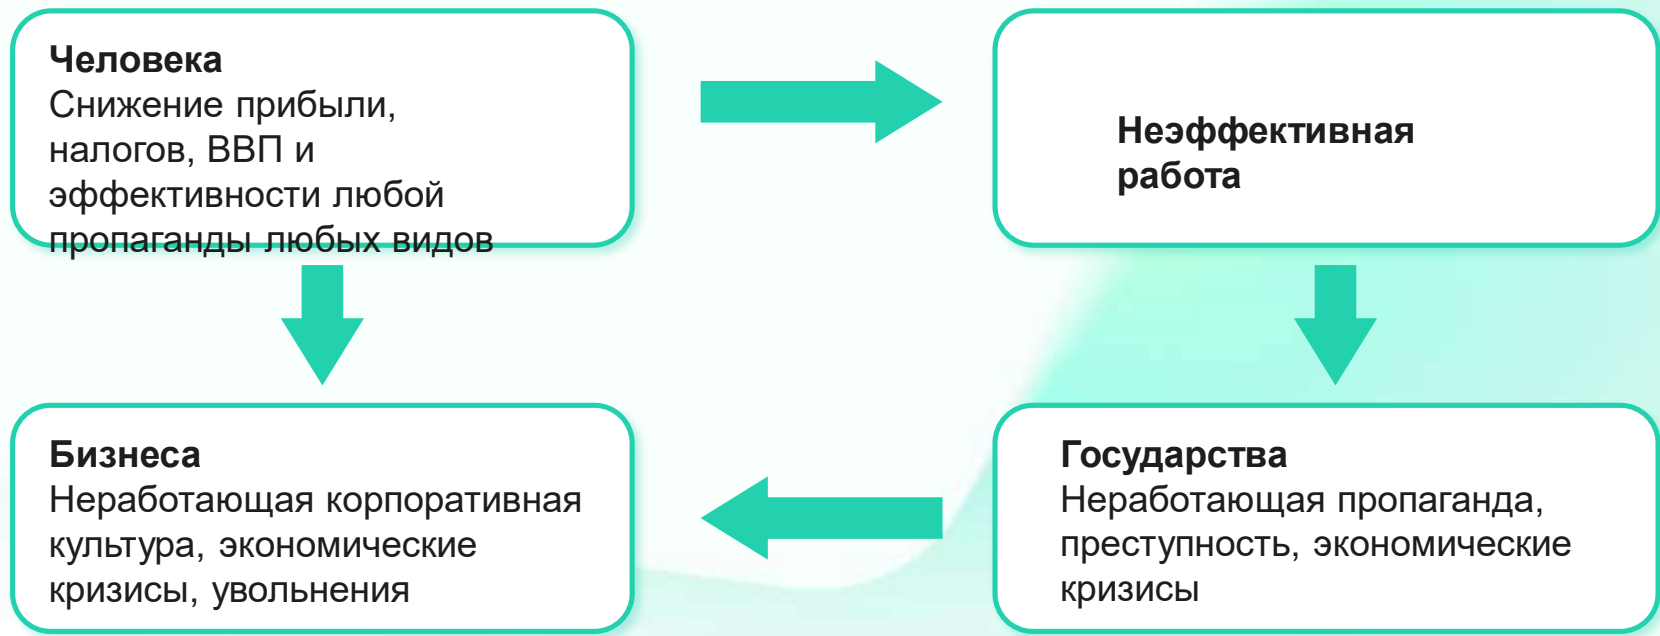 Человека
Снижение прибыли,
налогов, ВВП и
эффективности любой
пропаганды любых видов
Неэффективная
работа
Бизнеса
Неработающая корпоративная
культура, экономические
кризисы, увольнения
Государства
Неработающая пропаганда,
преступность, экономические
кризисы